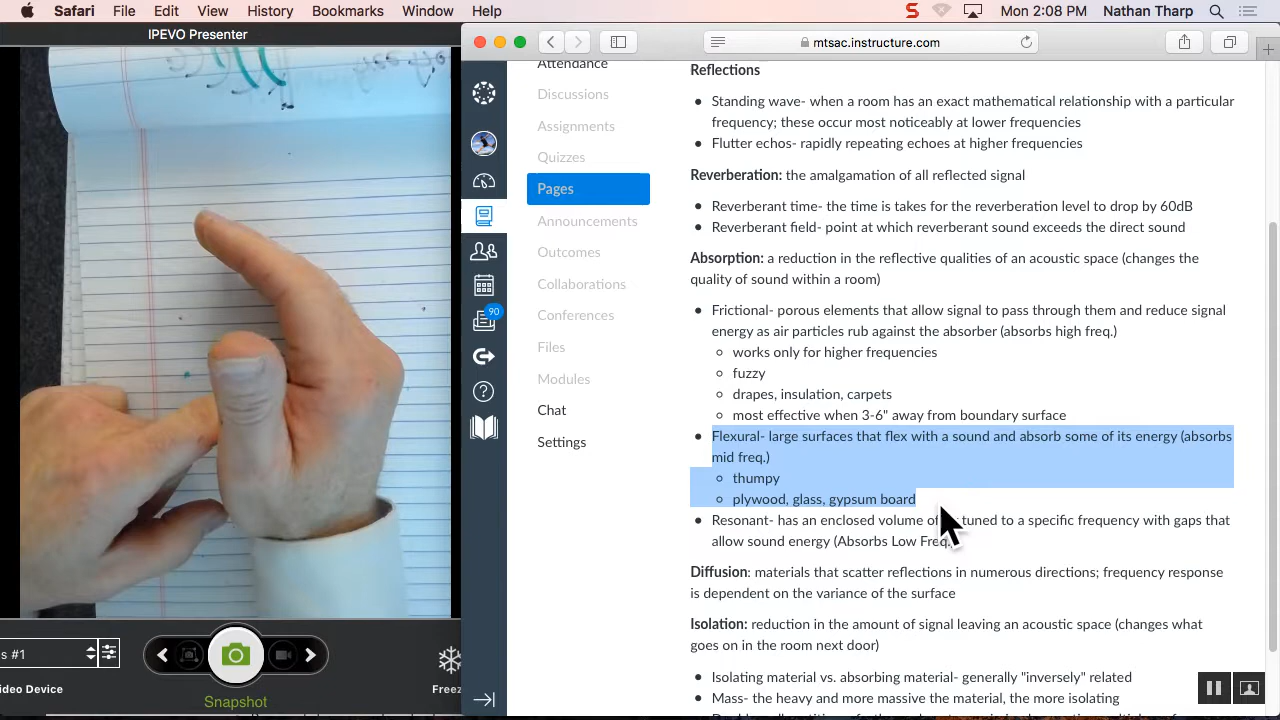 Safari File Edit View History Bookmarks Window Help Mon 2:08 PM Nathan Tharp
IPEVO Presenter
mtsac.instructure.com
Attendance
Discussions
Assignments
Quizzes
Pages
Announcements
Outcomes
Collaborations
Conferences
90
Files
Modules
Chat
Settings
Reflections
Standing wave- when a room has an exact mathematical relationship with a particular
frequency; these occur most noticeably at lower frequencies
Flutter echos- rapidly repeating echoes at higher frequencies
Reverberation: the amalgamation of all reflected signal
Reverberant time- the time is takes for the reverberation level to drop by 60dB
Reverberant field- point at which reverberant sound exceeds the direct sound
Absorption: a reduction in the reflective qualities of an acoustic space (changes the
quality of sound within a room)
Frictional- porous elements that allow signal to pass through them and reduce signal
energy as air particles rub against the absorber (absorbs high freq.)
works only for higher frequencies
fuzzy
drapes, insulation, carpets
most effective when 3-6" away from boundary surface
Flexural- large surfaces that flex with a sound and absorb some of its energy (absorbs
mid freq.)
thumpy
plywood, glass, gypsum board
Resonant- has an enclosed volume of tuned to a specific frequency with gaps that
allow sound energy (Absorbs Low Freq.
Diffusion: materials that scatter reflections in numerous directions; frequency response
is dependent on the variance of the surface
Isolation: reduction in the amount of signal leaving an acoustic space (changes what
goes on in the room next door)
Isolating material vs. absorbing material- generally "inversely" related
Mass- the heavy and more massive the material, the more isolating
s #1
ideo Device
Snapshot
Freez